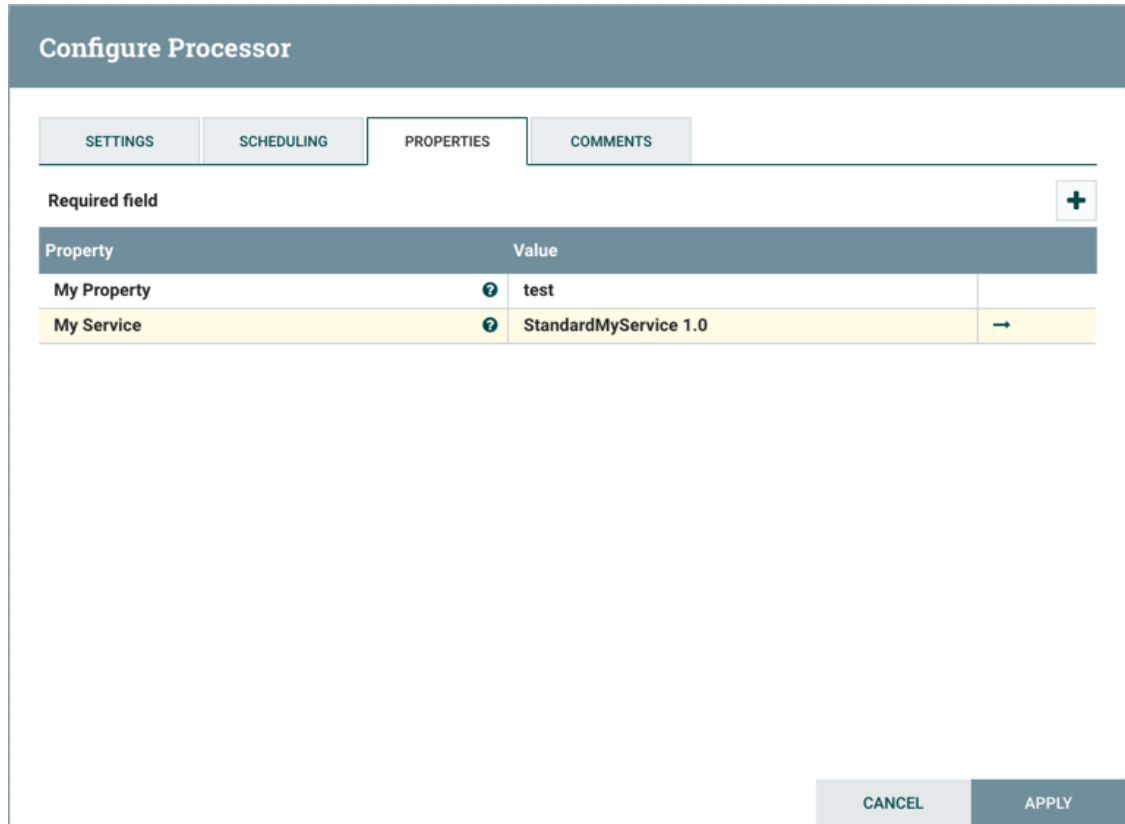 Configure Processor
SETTINGS SCHEDULING PROPERTIES COMMENTS
Required field
Property Value
My Property test
My Service StandardMyService 1.0
CANCEL APPLY